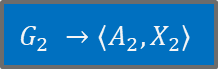 G₂ → ⟨A₂, X₂⟩